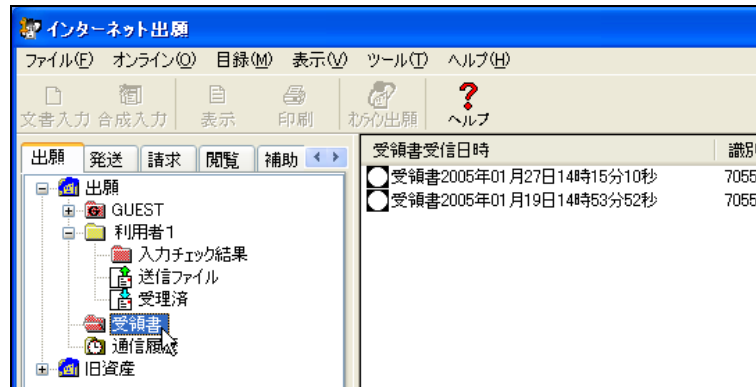 インターネット出願
ファイル(F) オンライン(O) 目録(M) 表示(V) ツール(T) ヘルプ(H)
文書入力 合成入力 表示 印刷 オンライン出願 ヘルプ
出願 発送 請求 閲覧 補助
受領書受信日時
受領書2005年01月27日14時15分10秒 7055
受領書2005年01月19日14時53分52秒 7055
出願
GUEST
利用者1
入力チェック結果
送信ファイル
受理済
受領書
通信履歴
旧資産